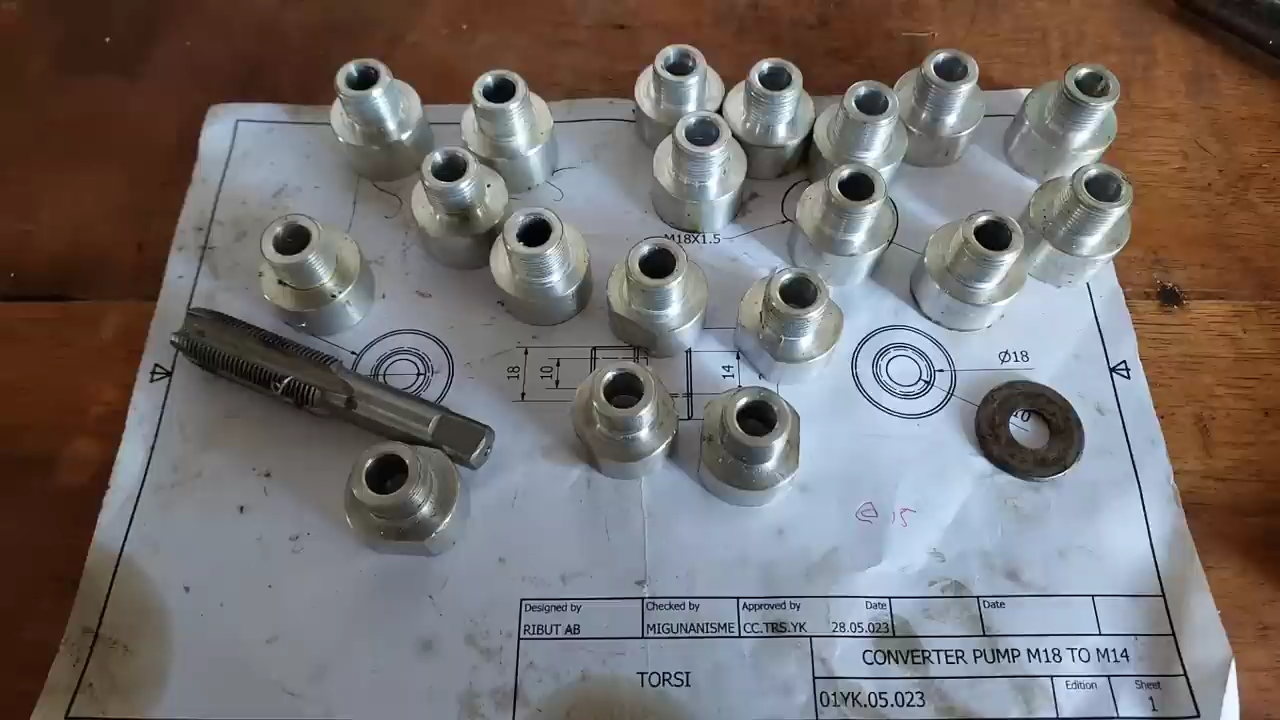 M18X1.5
18
10
14
Ø18
@ 15
Designed by
RIBUT AB
Checked by
MIGUNANISME
Approved by
CC.TRS.YK
Date
28.05.023
Date
TORSI
CONVERTER PUMP M18 TO M14
01YK.05.023
Edition
Sheet
1